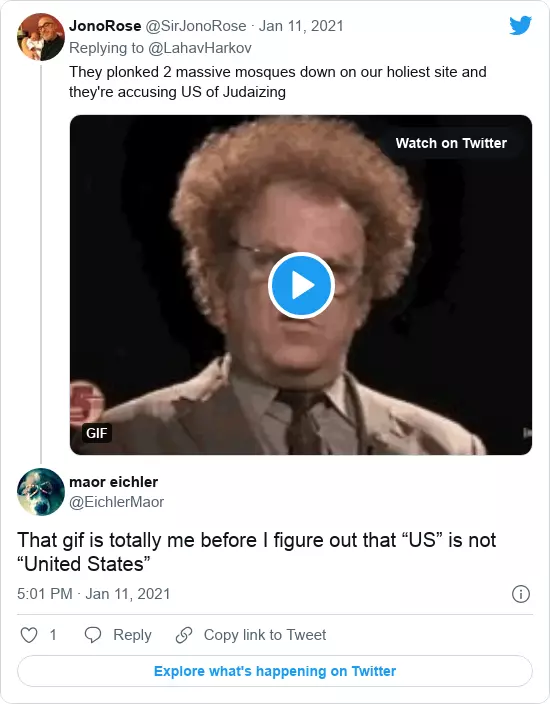 JonoRose @SirJonoRose · Jan 11, 2021
Replying to @LahavHarkov
They plonked 2 massive mosques down on our holiest site and
they're accusing US of Judaizing
Watch on Twitter
5
GIF
maor eichler
@EichlerMaor
That gif is totally me before I figure out that “US” is not
“United States”
5:01 PM · Jan 11, 2021
1 Reply Copy link to Tweet
Explore what's happening on Twitter